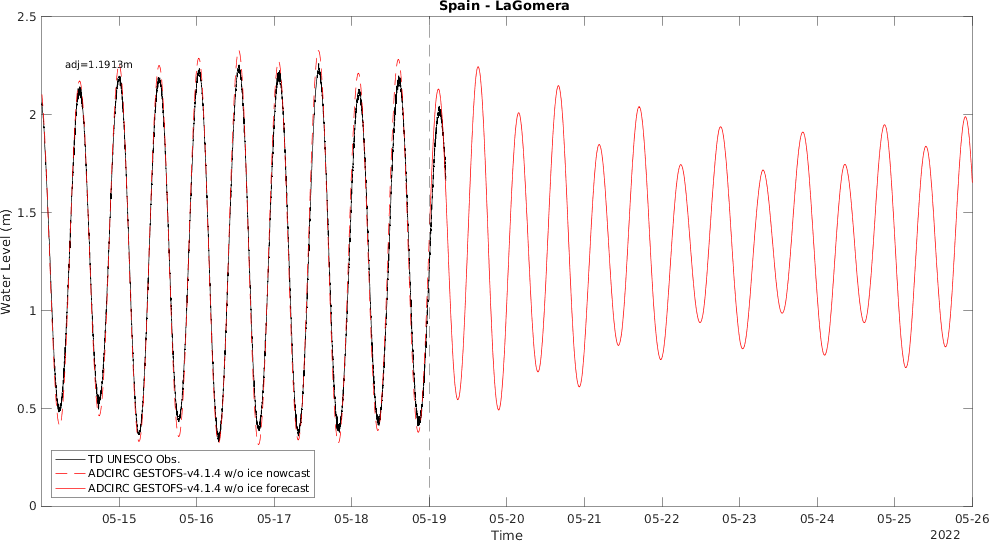 Spain - LaGomera
2.5
2
1.5
1
0.5
0
Water Level (m)
adj=1.1913m
TD UNESCO Obs.
ADCIRC GESTOFS-v4.1.4 w/o ice nowcast
ADCIRC GESTOFS-v4.1.4 w/o ice forecast
05-15 05-16 05-17 05-18 05-19 05-20 05-21 05-22 05-23 05-24 05-25 05-26
Time
2022